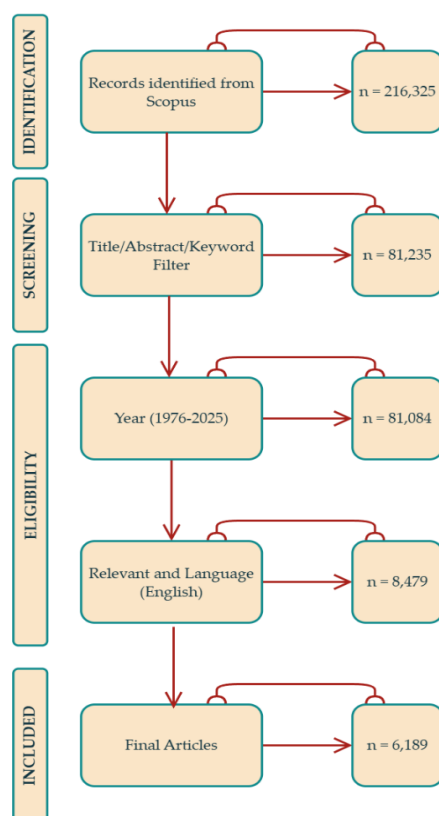 IDENTIFICATION
Records identified from
Scopus
n = 216,325
SCREENING
Title/Abstract/Keyword
Filter
n = 81,235
ELIGIBILITY
Year (1976-2025)
n = 81,084
Relevant and Language
(English)
n = 8,479
INCLUDED
Final Articles
n = 6,189